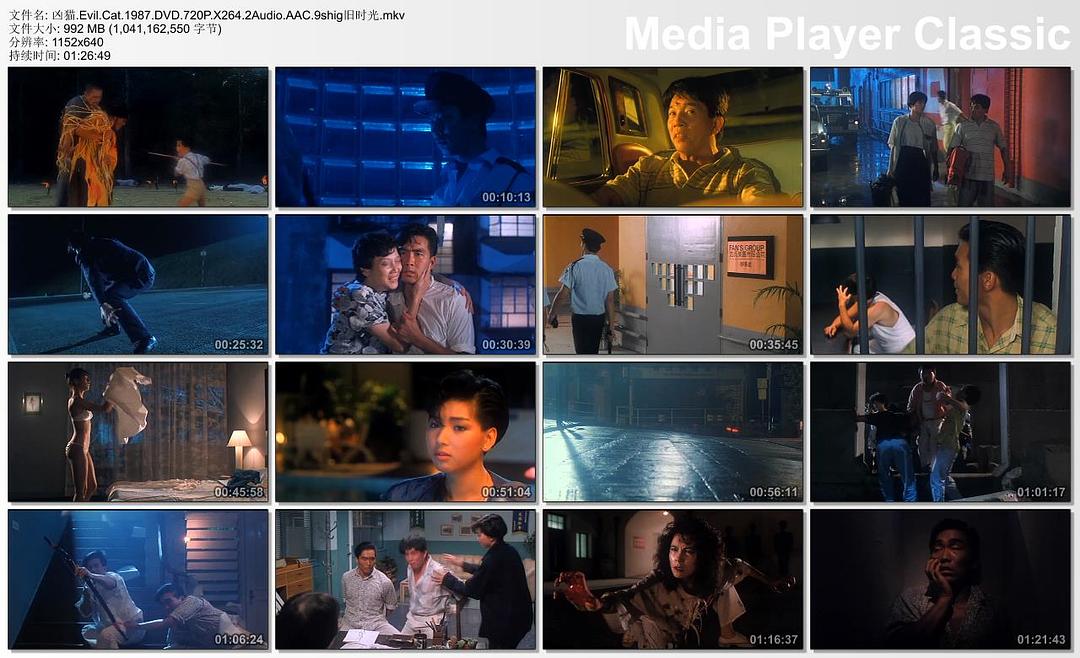 文件名: 凶猫.Evil.Cat.1987.DVD.720P.X264.2Audio.AAC.9shig旧时光.mkv
文件大小: 992 MB (1,041,162,550 字节)
分辨率: 1152x640
持续时间: 01:26:49
Media Player Classic
00:10:13
00:25:32
00:30:39
FAN'S GROUP
00:35:45
00:45:58
00:51:04
00:56:11
01:01:17
01:06:24
01:11:30
01:16:37
01:21:43